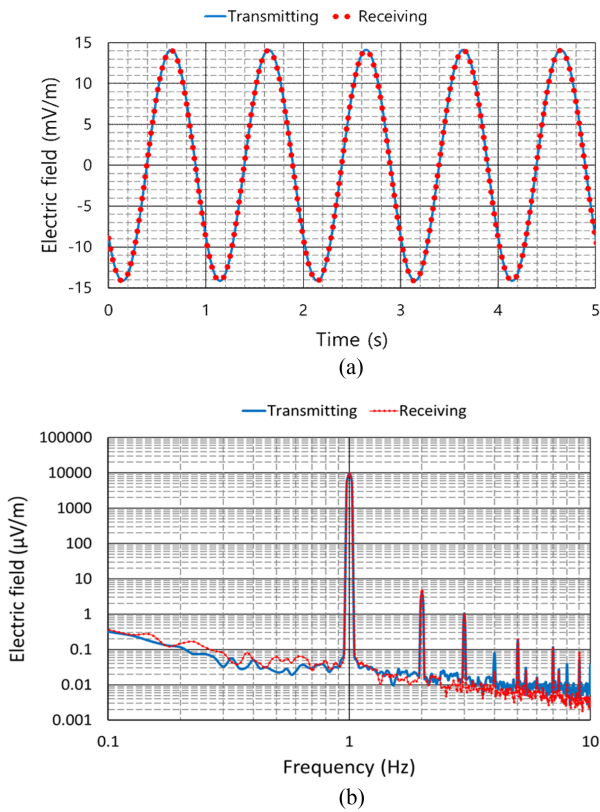 Transmitting Receiving
15
10
5
0
-5
-10
-15
Electric field (mV/m)
0 1 2 3 4 5
Time (s)
(a)
Transmitting Receiving
100000
10000
1000
100
10
1
0.1
0.01
0.001
Electric field (µV/m)
0.1 1 10
Frequency (Hz)
(b)